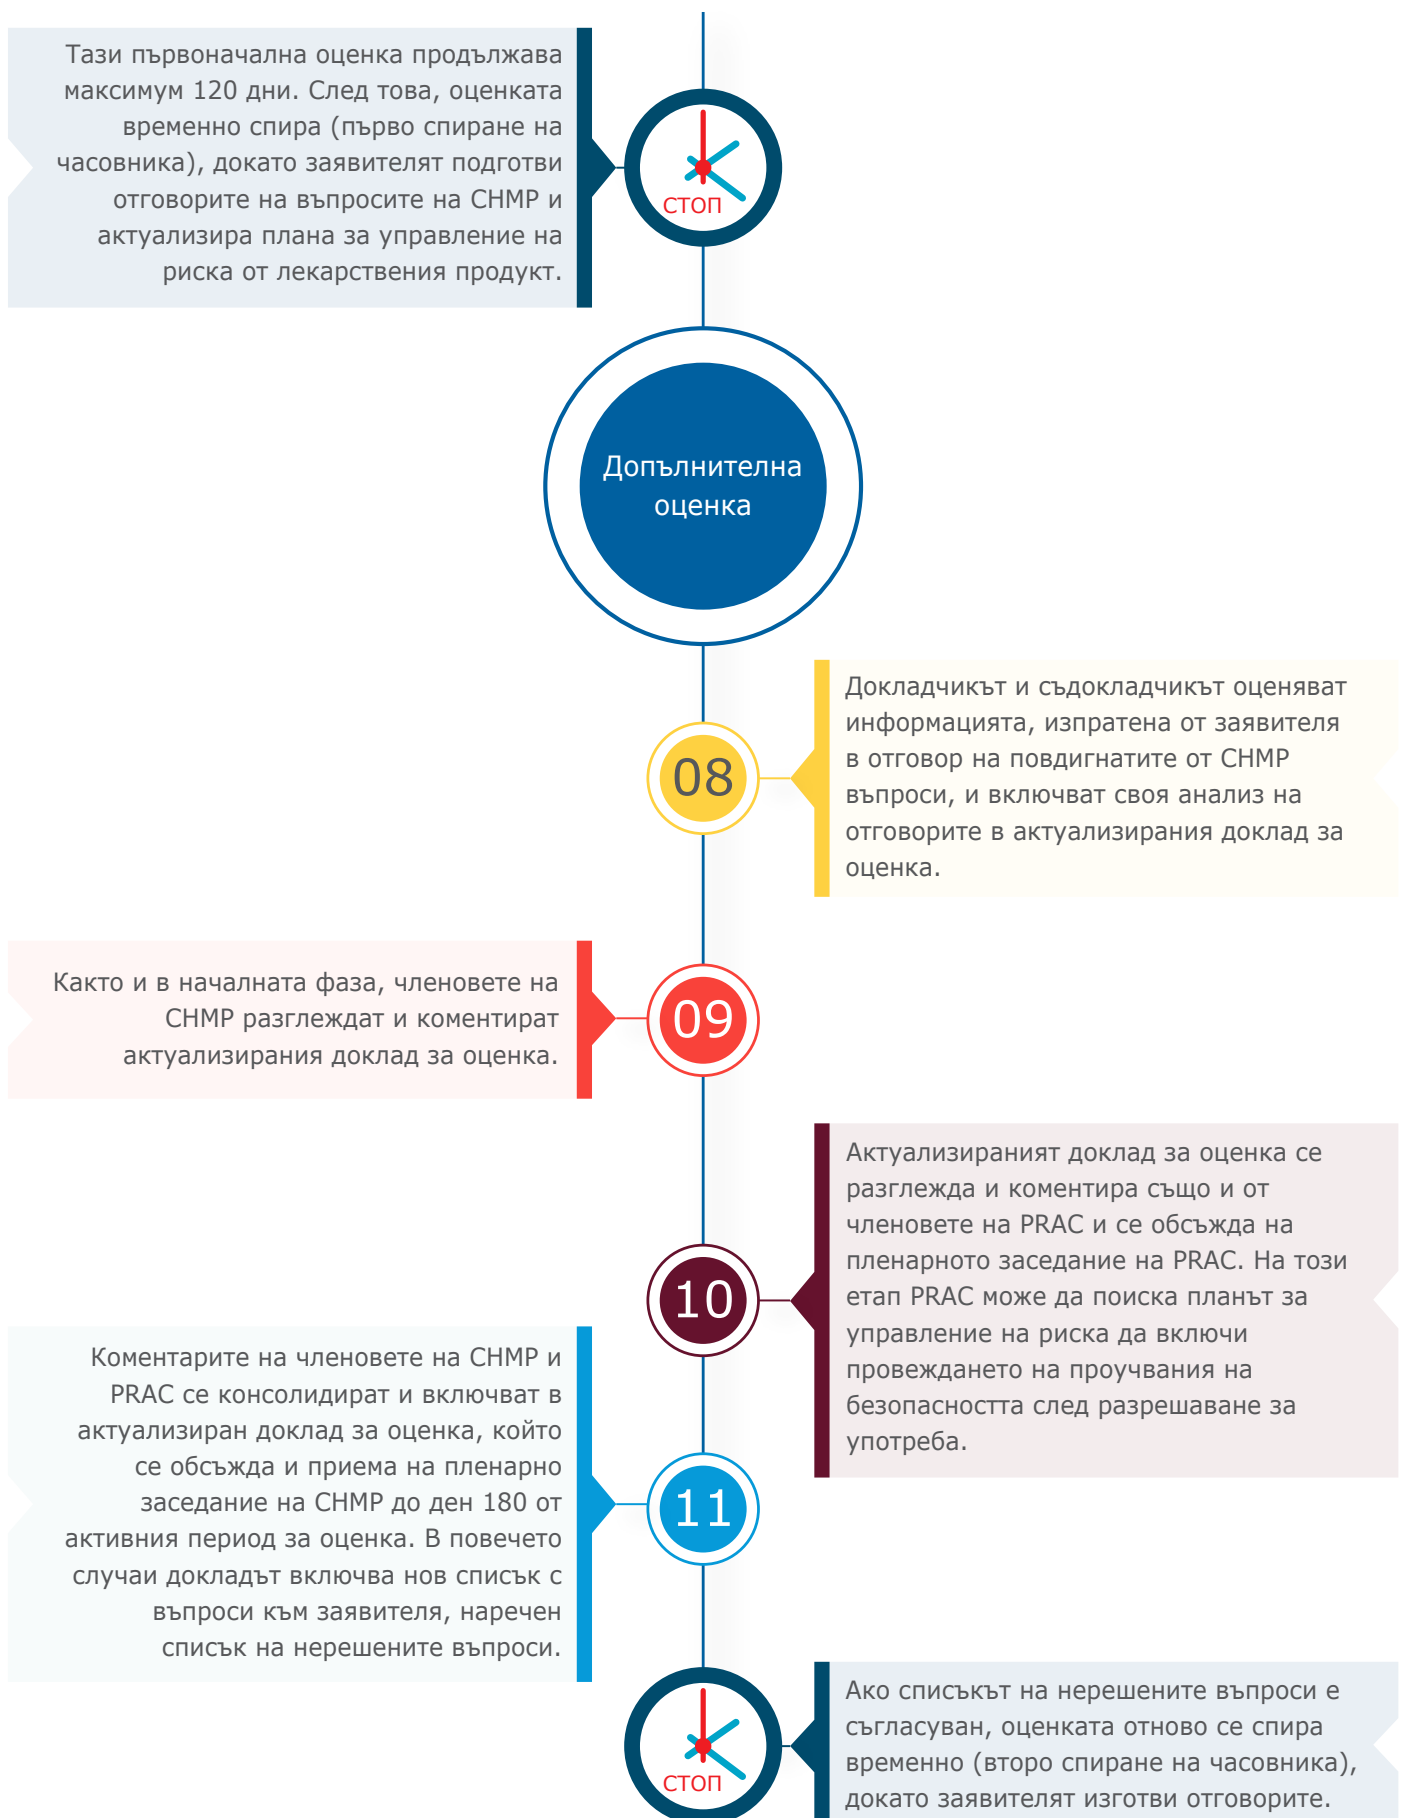 Тази първоначална оценка продължава
максимум 120 дни. След това, оценката
временно спира (първо спиране на
часовника), докато заявителят подготви
отговорите на въпросите на CHMP и
актуализира плана за управление на
риска от лекарствения продукт.
СТОП
Допълнителна
оценка
08
Докладчикът и съдокладчикът оценяват
информацията, изпратена от заявителя
в отговор на повдигнатите от CHMP
въпроси, и включват своя анализ на
отговорите в актуализирания доклад за
оценка.
Както и в началната фаза, членовете на
CHMP разглеждат и коментират
актуализирания доклад за оценка.
09
10
Актуализираният доклад за оценка се
разглежда и коментира също и от
членовете на PRAC и се обсъжда на
пленарното заседание на PRAC. На този
етап PRAC може да поиска планът за
управление на риска да включи
провеждането на проучвания на
безопасността след разрешаване за
употреба.
Коментарите на членовете на CHMP и
PRAC се консолидират и включват в
актуализиран доклад за оценка, който
се обсъжда и приема на пленарно
заседание на CHMP до ден 180 от
активния период за оценка. В повечето
случаи докладът включва нов списък с
въпроси към заявителя, наречен
списък на нерешените въпроси.
11
СТОП
Ако списъкът на нерешените въпроси е
съгласуван, оценката отново се спира
временно (второ спиране на часовника),
докато заявителят изготви отговорите.